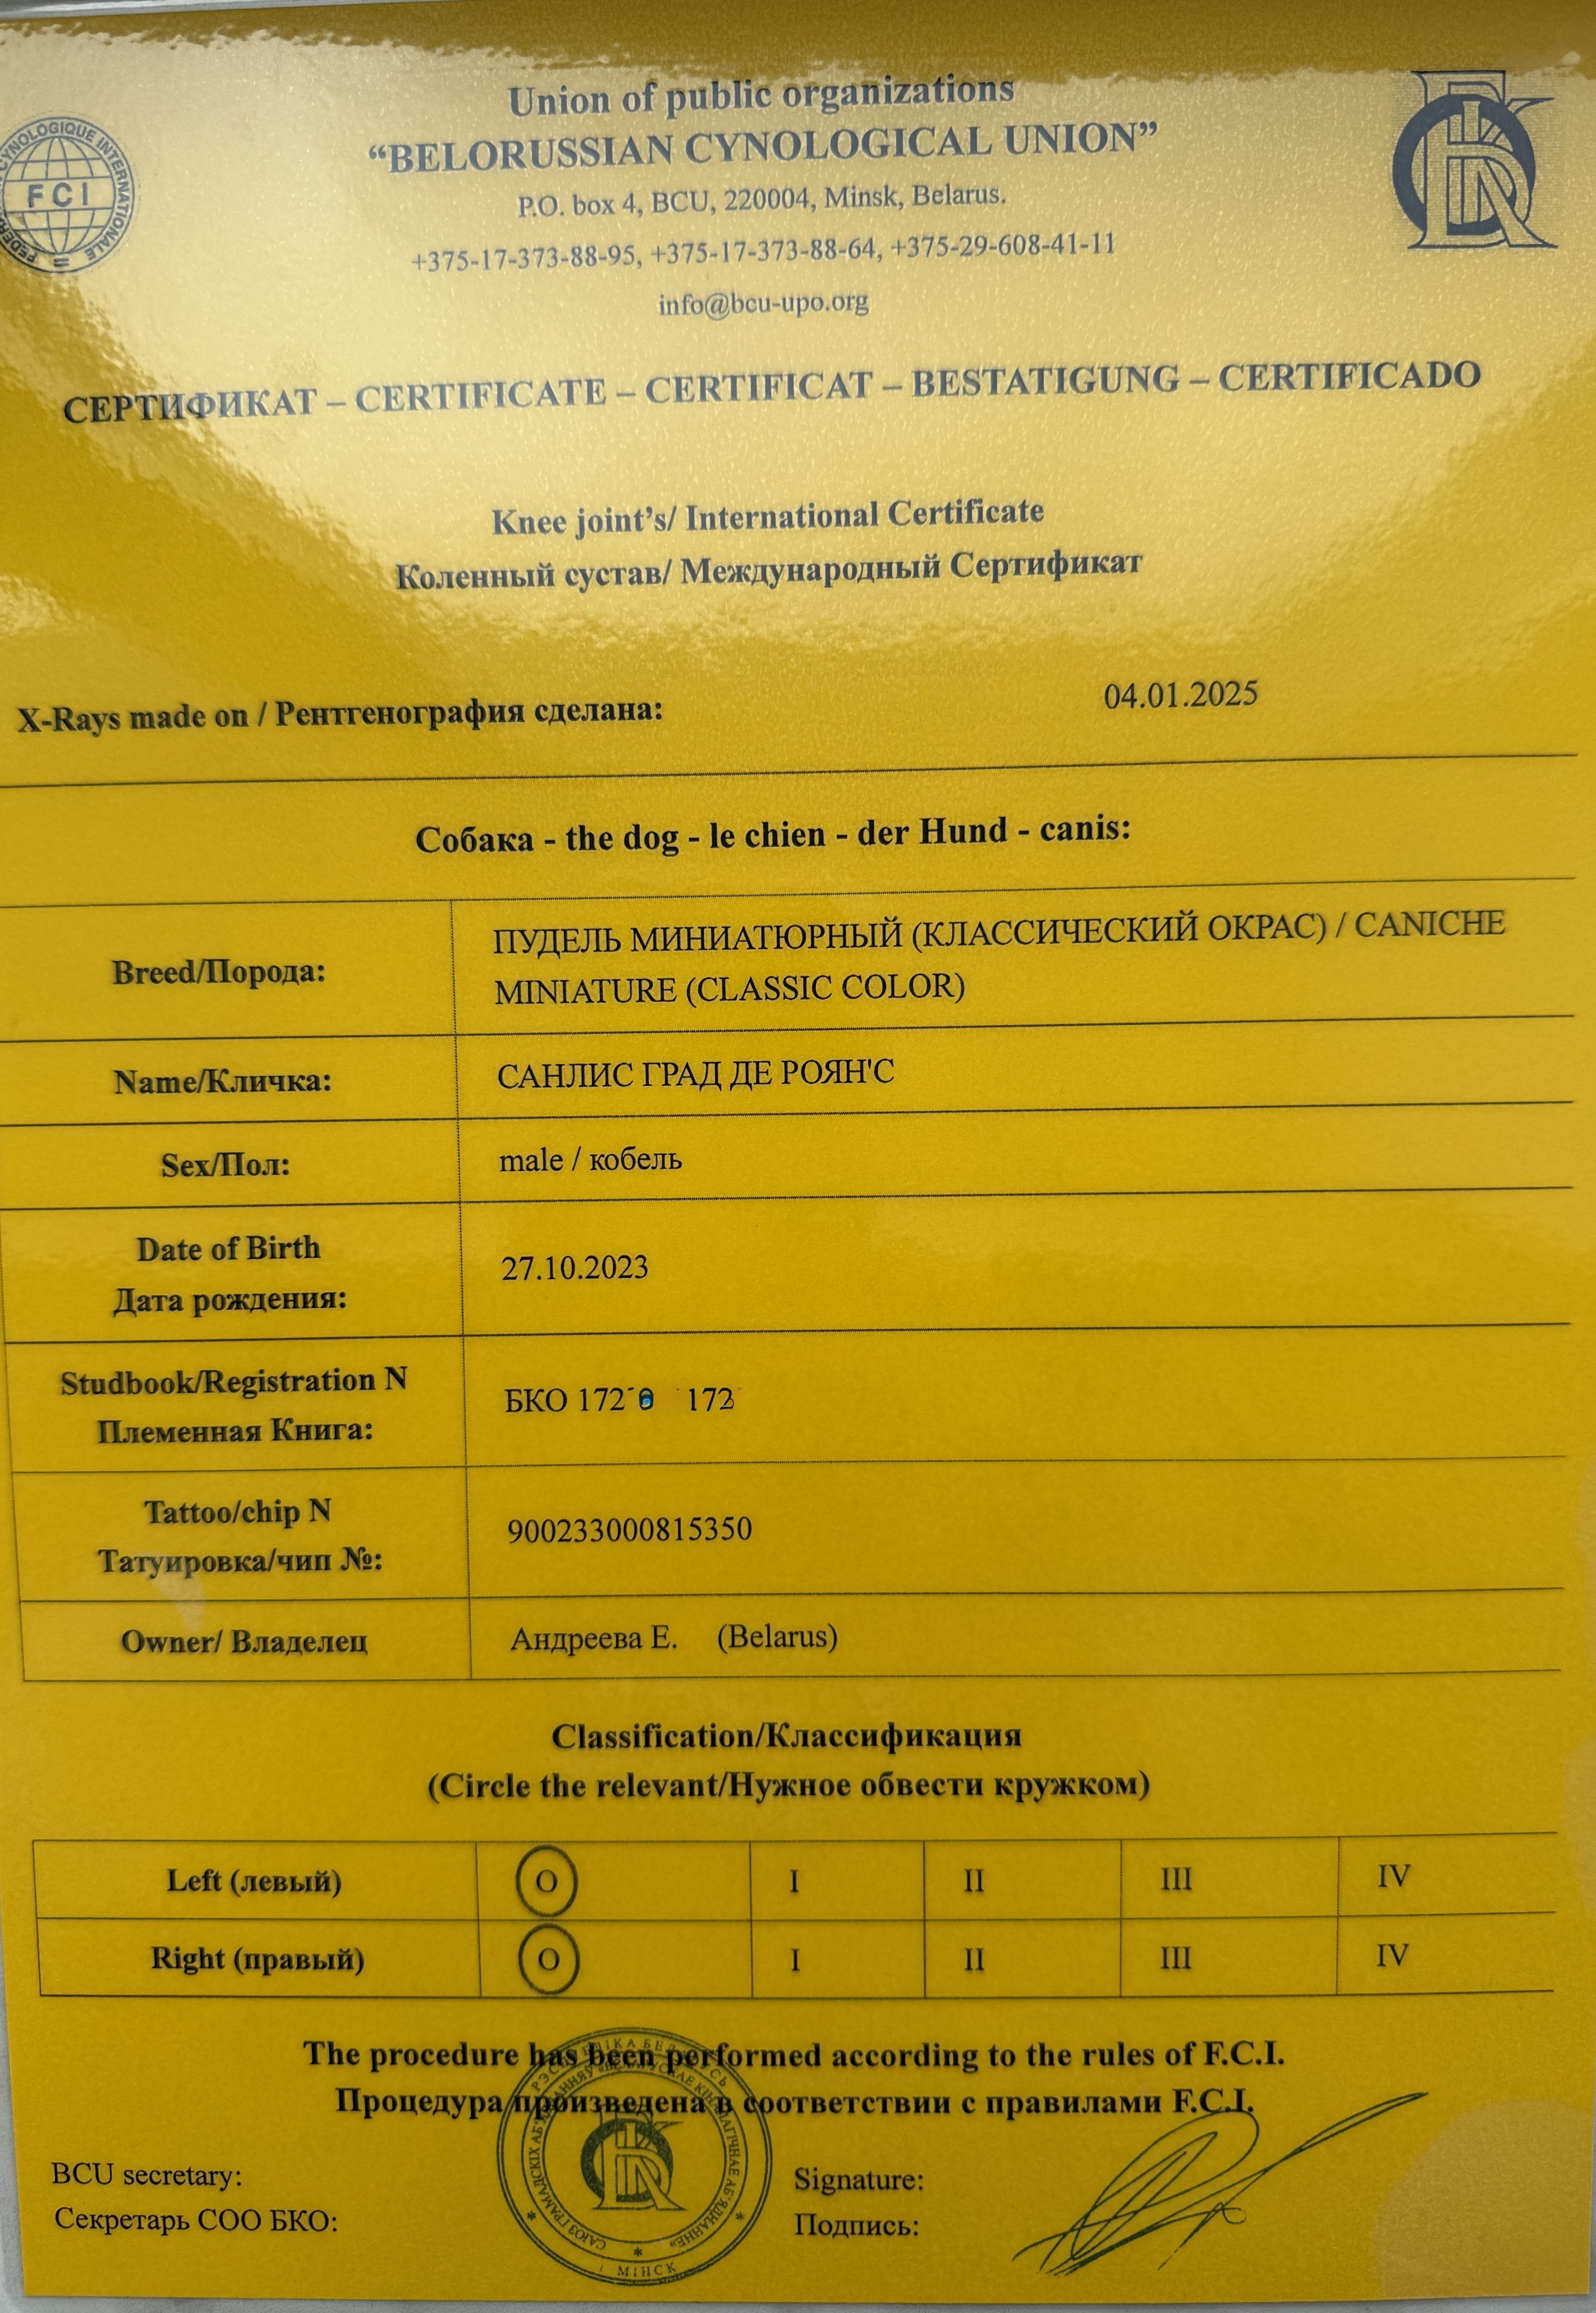 Union of public organizations
“BELORUSSIAN CYNOLOGICAL UNION”
P.O. box 4, BCU, 220004, Minsk, Belarus.
+375-17-373-88-95, +375-17-373-88-64, +375-29-608-41-11
info@bcu-upo.org
FCI
СЕРТИФИКАТ – CERTIFICATE – CERTIFICAT – BESTATIGUNG – CERTIFICADO
Knee joint’s/ International Certificate
Коленный сустав/ Международный Сертификат
X-Rays made on / Рентгенография сделана: 04.01.2025
Собака - the dog - le chien - der Hund - canis:
Breed/Порода: ПУДЕЛЬ МИНИАТЮРНЫЙ (КЛАССИЧЕСКИЙ ОКРАС) / CANICHE
MINIATURE (CLASSIC COLOR)
Name/Кличка: САНЛИС ГРАД ДЕ РОЯН'С
Sex/Пол: male / кобель
Date of Birth
Дата рождения: 27.10.2023
Studbook/Registration N
Племенная Книга: БКО
Tattoo/chip N
Татуировка/чип №: 900233000815350
Owner/ Владелец Андреева Е. (Belarus)
Classification/Классификация
(Circle the relevant/Нужное обвести кружком)
Left (левый) O I II III IV
Right (правый) O I II III IV
The procedure has been performed according to the rules of F.C.I.
Процедура произведена в соответствии с правилами F.C.I.
BCU secretary:
Секретарь СОО БКО:
Signature:
Подпись:
МІНСК